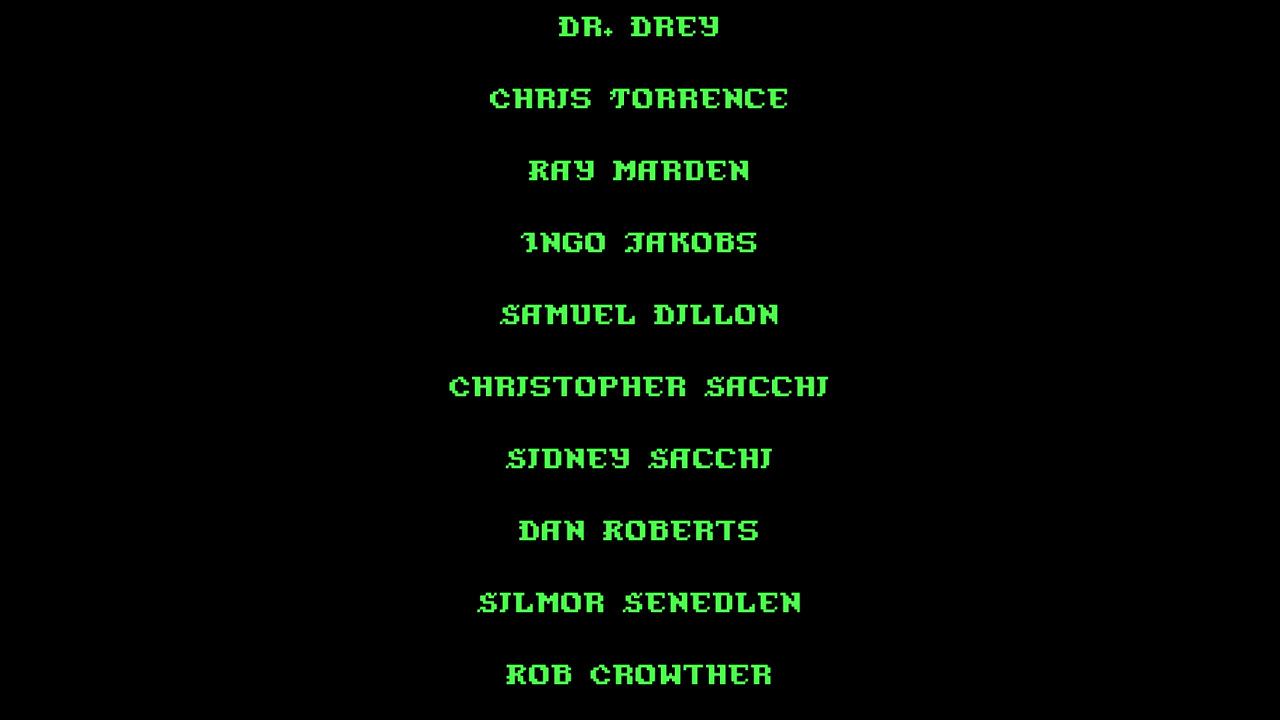 DR. DREY
CHRIS TORRENCE
RAY MARDEN
INGO JAKOBS
SAMUEL DILLON
CHRISTOPHER SACCHI
SIDNEY SACCHI
DAN ROBERTS
SILMOR SENEDLEN
ROB CROWTHER